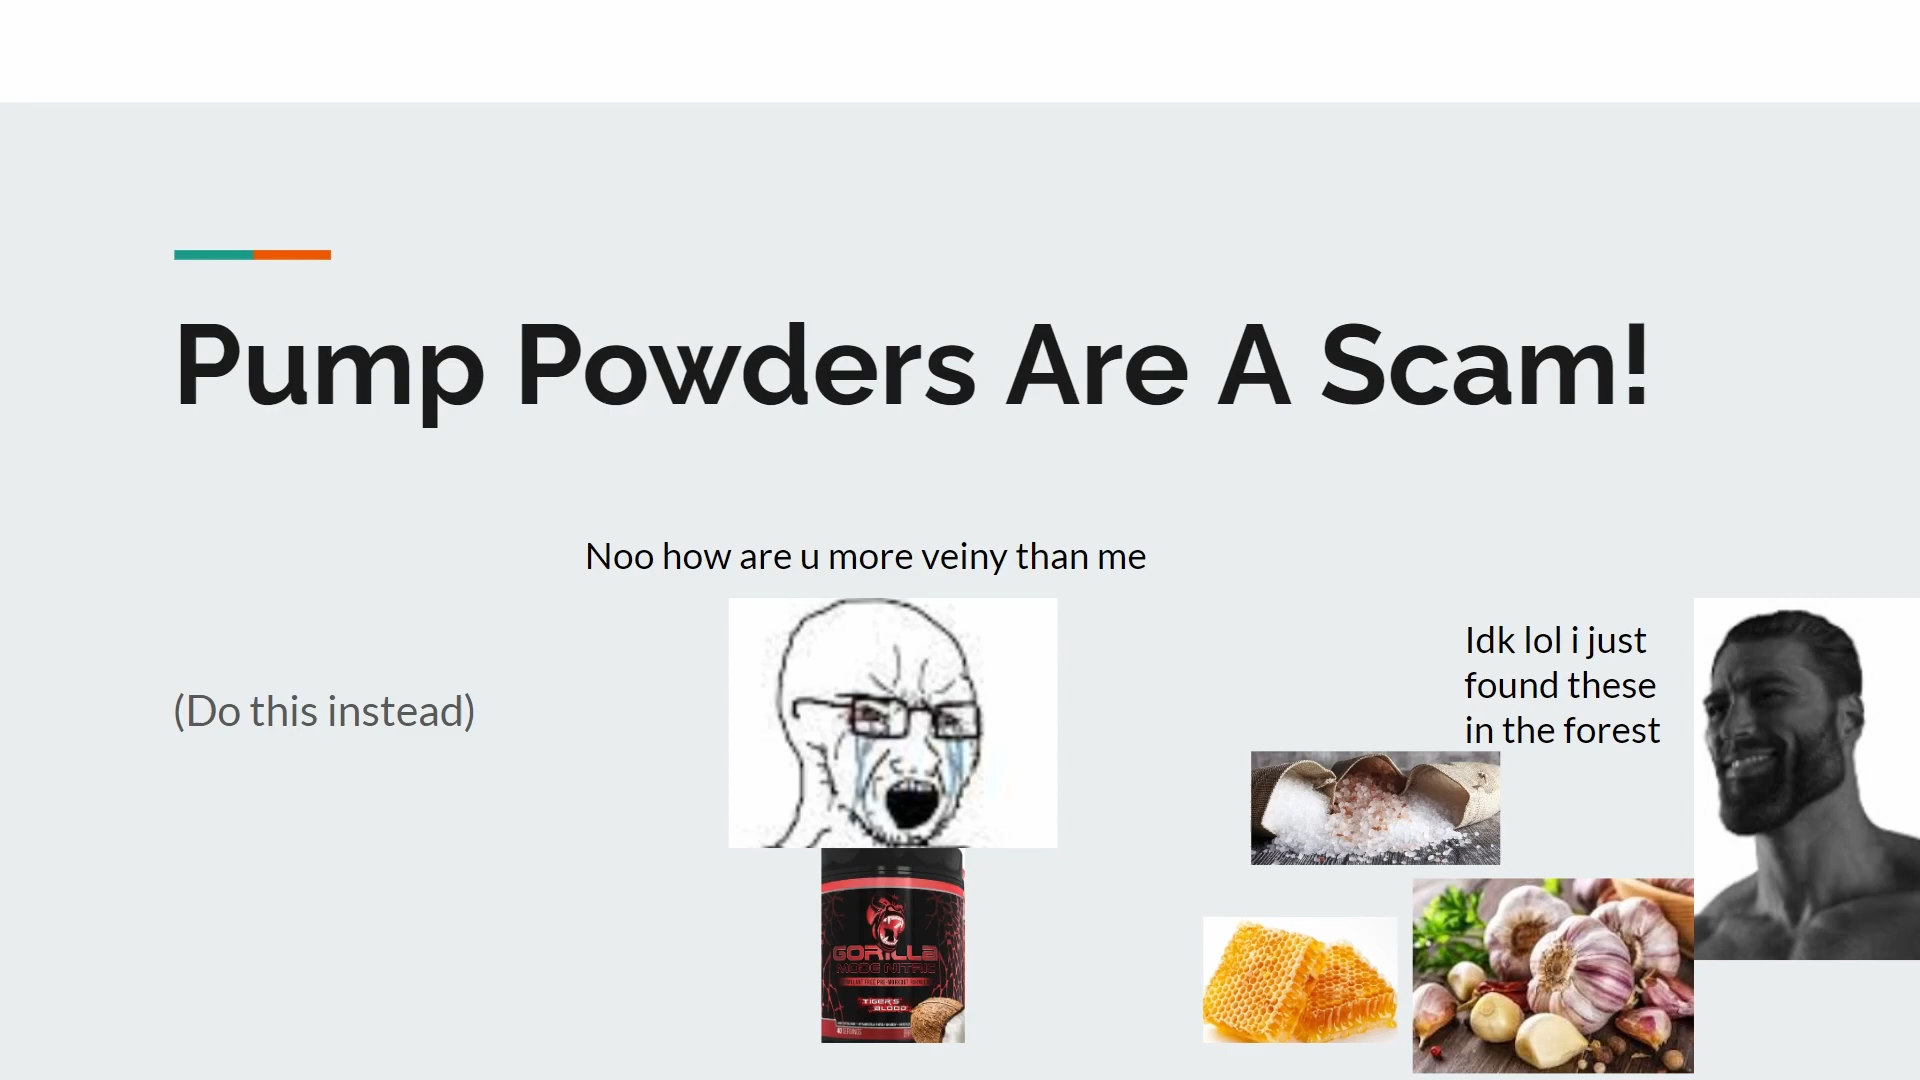 Pump Powders Are A Scam!
Noo how are u more veiny than me
Idk lol i just
found these
in the forest
(Do this instead)
GORILLA
MODE NITRIC
TIGER'S
BLOOD